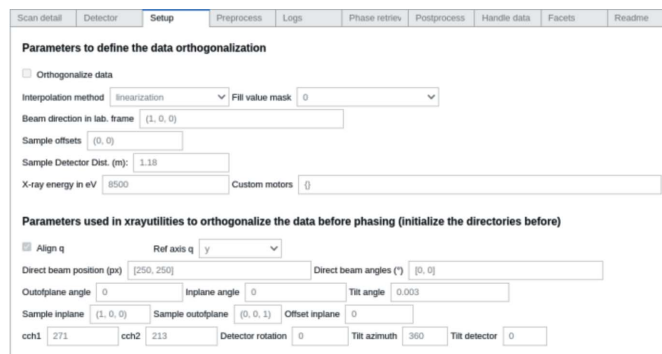 Scan detail Detector Setup Preprocess Logs Phase retriev Postprocess Handle data Facets Readme
Parameters to define the data orthogonalization
Orthogonalize data
Interpolation method linearization Fill value mask 0
Beam direction in lab. frame (1, 0, 0)
Sample offsets (0, 0)
Sample Detector Dist. (m): 1.18
X-ray energy in eV 8500 Custom motors {}
Parameters used in xrayutilities to orthogonalize the data before phasing (initialize the directories before)
Align q Ref axis q y
Direct beam position (px) [250, 250] Direct beam angles (°) [0, 0]
Outofplane angle 0 Inplane angle 0 Tilt angle 0.003
Sample inplane (1, 0, 0) Sample outofplane (0, 0, 1) Offset inplane 0
cch1 271 cch2 213 Detector rotation 0 Tilt azimuth 360 Tilt detector 0